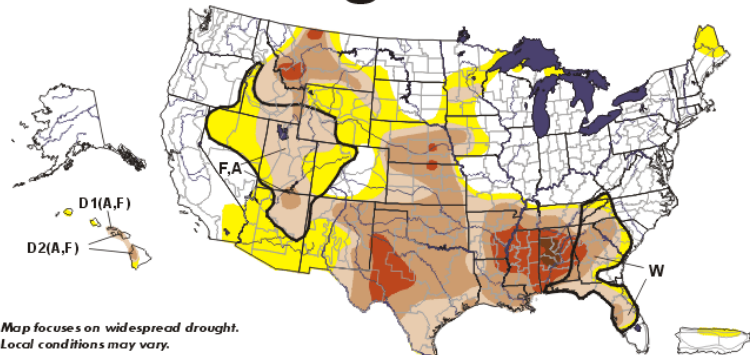 F,A
D1(A,F)
D2(A,F)
W
Map focuses on widespread drought.
Local conditions may vary.